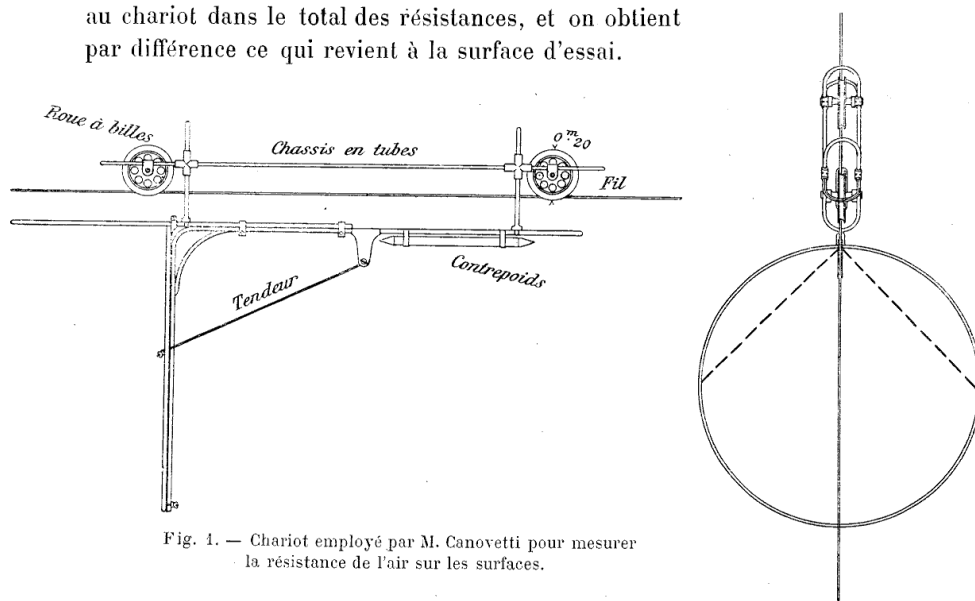 au chariot dans le total des résistances, et on obtient
par différence ce qui revient à la surface d'essai.
Roue à billes
Chassis en tubes
0.m20
Fil
Contrepoids
Tendeur
Fig. 1. — Chariot employé par M. Canovetti pour mesurer
la résistance de l'air sur les surfaces.